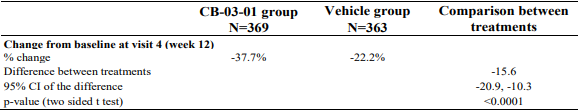 CB-03-01 group Vehicle group Comparison between
N=369 N=363 treatments
Change from baseline at visit 4 (week 12)
% change -37.7% -22.2%
Difference between treatments -15.6
95% CI of the difference -20.9, -10.3
p-value (two sided t test) <0.0001